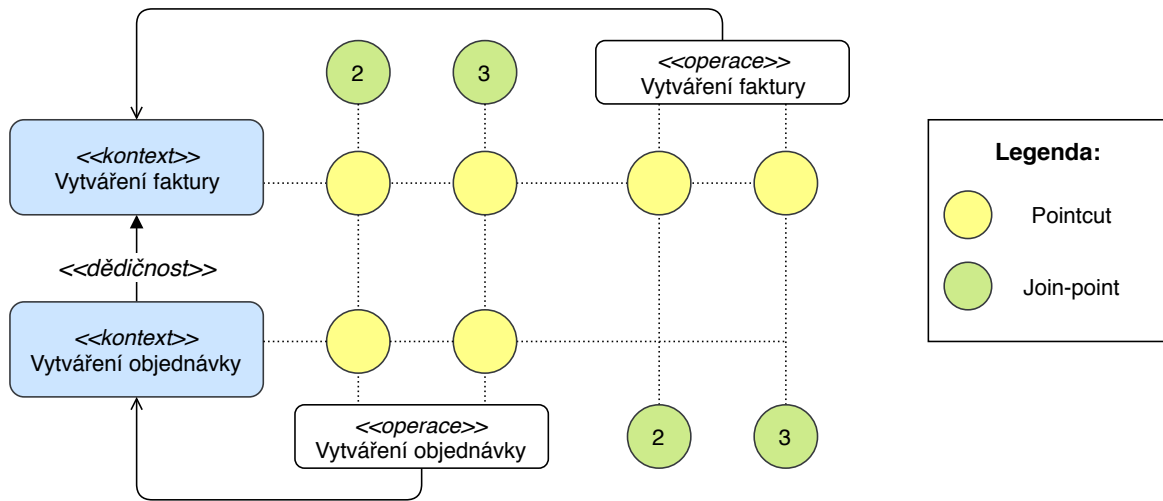 2
3
<<operace>>
Vytváření faktury
<<kontext>>
Vytváření faktury
<<dědičnost>>
<<kontext>>
Vytváření objednávky
<<operace>>
Vytváření objednávky
2
3
Legenda:
Pointcut
Join-point